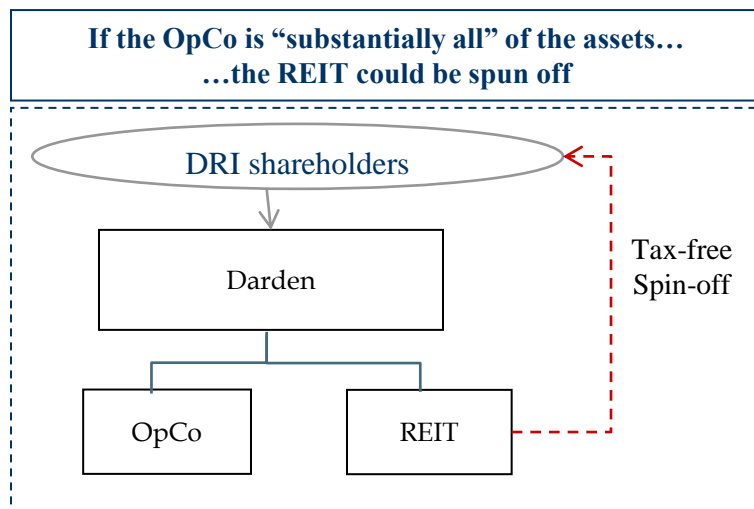 If the OpCo is “substantially all” of the assets…
…the REIT could be spun off
DRI shareholders
Darden
Tax-free
Spin-off
OpCo
REIT